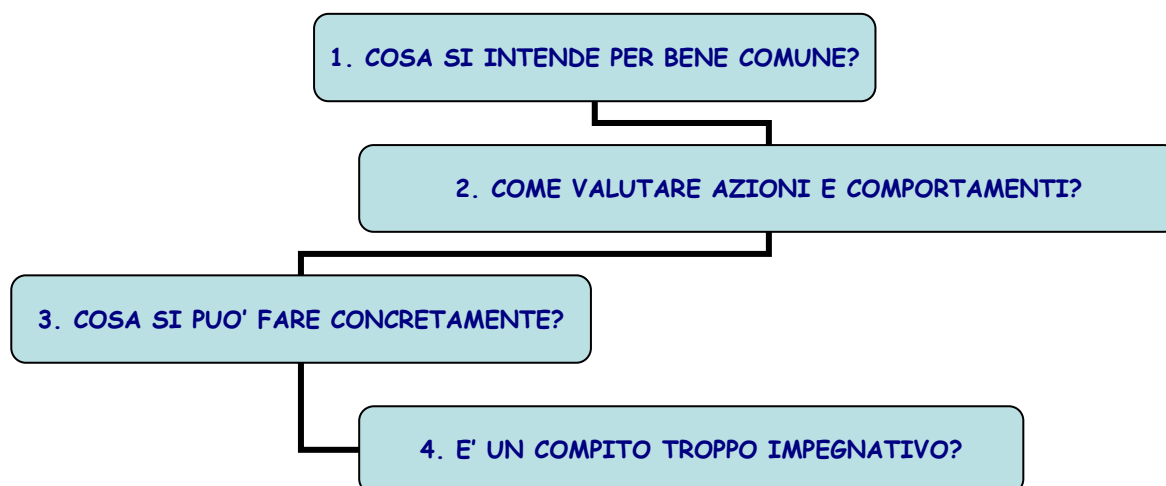 1. COSA SI INTENDE PER BENE COMUNE?
2. COME VALUTARE AZIONI E COMPORTAMENTI?
3. COSA SI PUO’ FARE CONCRETAMENTE?
4. E’ UN COMPITO TROPPO IMPEGNATIVO?